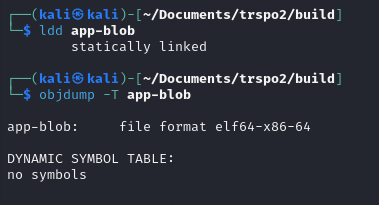 ┌──(kali㉿kali)-[~/Documents/trspo2/build]
└─$ ldd app-blob
        statically linked

┌──(kali㉿kali)-[~/Documents/trspo2/build]
└─$ objdump -T app-blob

app-blob:     file format elf64-x86-64

DYNAMIC SYMBOL TABLE:
no symbols